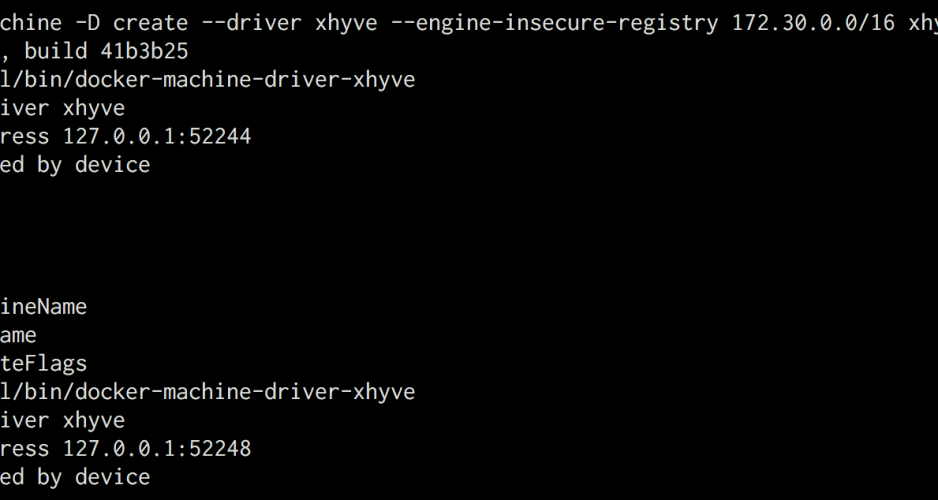 chine -D create --driver xhyve --engine-insecure-registry 172.30.0.0/16 xhy
, build 41b3b25
l/bin/docker-machine-driver-xhyve
iver xhyve
ress 127.0.0.1:52244
ed by device
ineName
ame
teFlags
l/bin/docker-machine-driver-xhyve
iver xhyve
ress 127.0.0.1:52248
ed by device